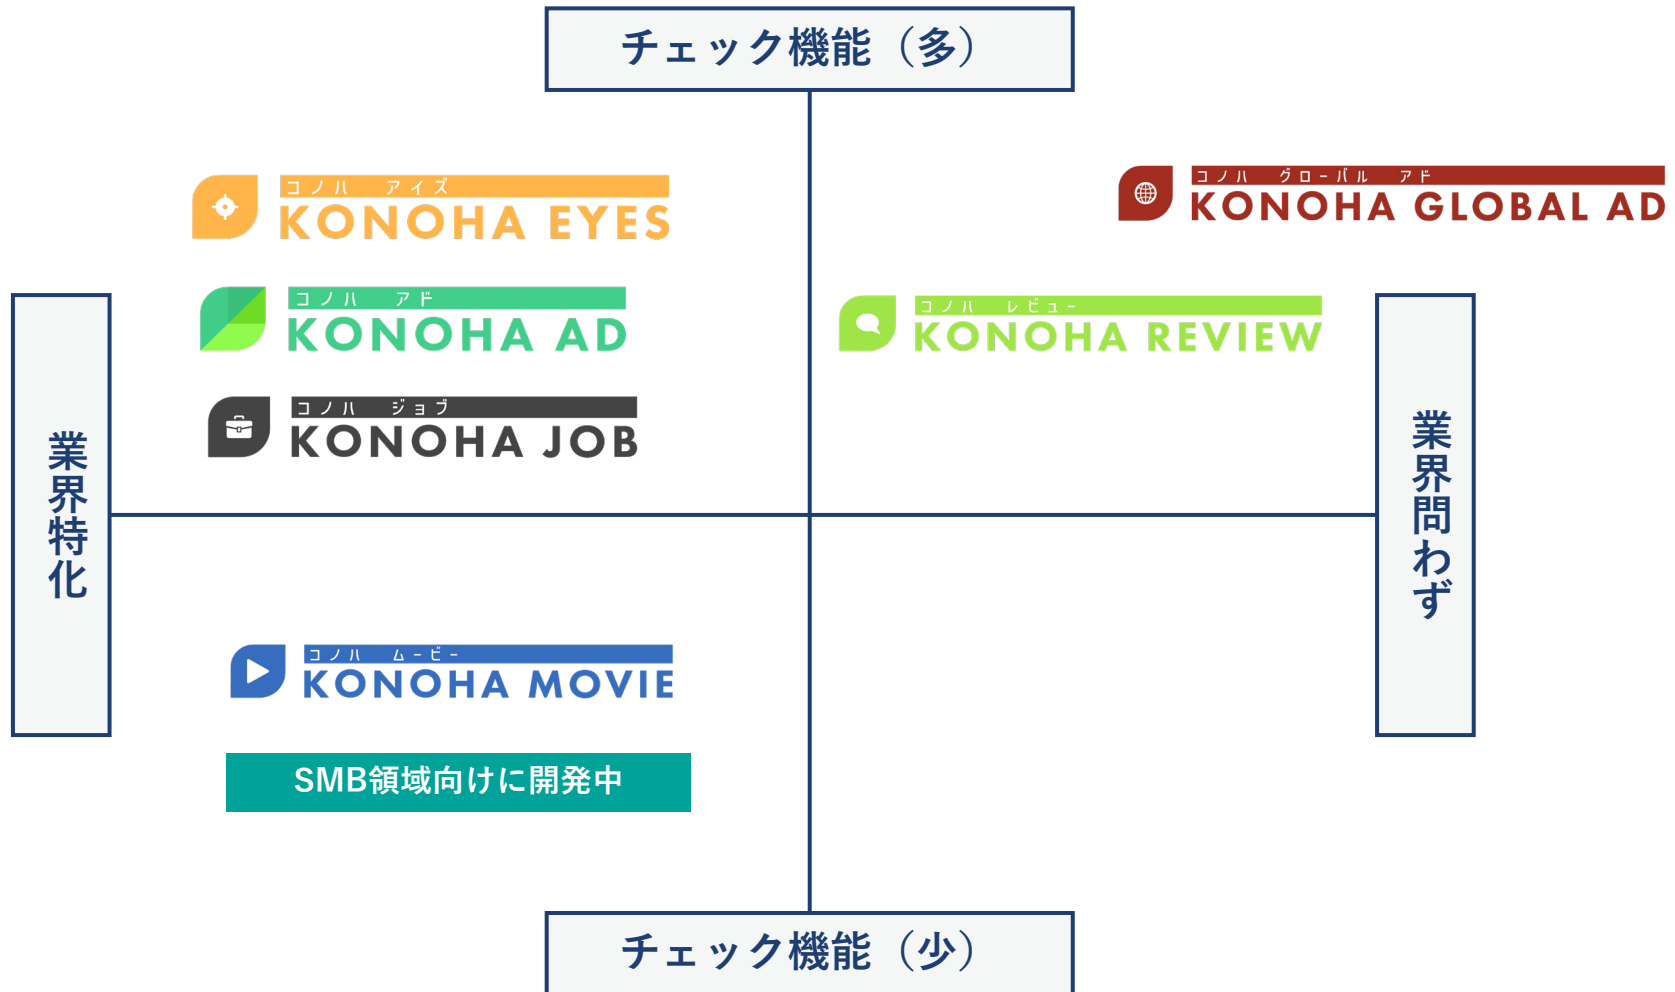 チェック機能（多）
コノハ アイズ
KONOHA EYES
コノハ グローバル アド
KONOHA GLOBAL AD
コノハ アド
KONOHA AD
コノハ レビュー
KONOHA REVIEW
コノハ ジョブ
KONOHA JOB
業界特化
業界問わず
コノハ ムービー
KONOHA MOVIE
SMB領域向けに開発中
チェック機能（少）